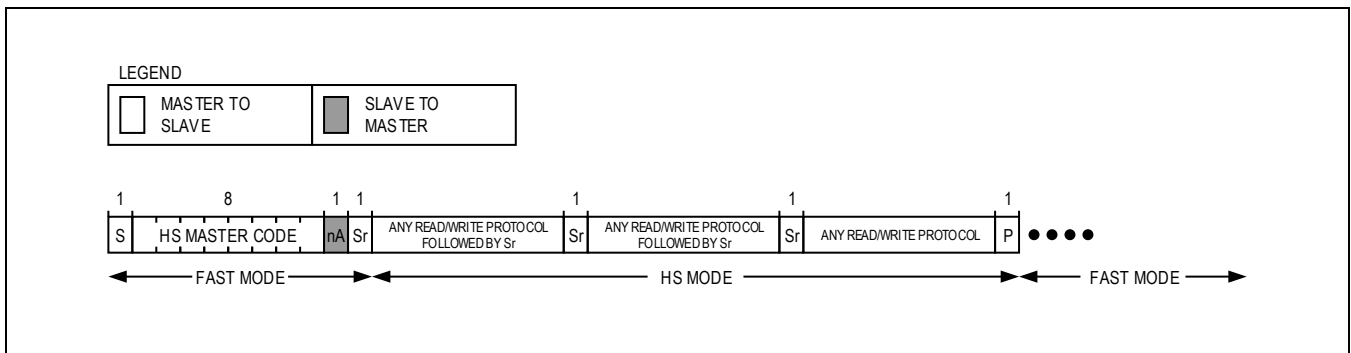 LEGEND
MASTER TO
SLAVE
SLAVE TO
MASTER
1 8 1 1 1 1 1
S HS MASTER CODE nA Sr ANY READ/WRITE PROTOCOL FOLLOWED BY Sr Sr ANY READ/WRITE PROTOCOL FOLLOWED BY Sr Sr ANY READ/WRITE PROTOCOL P
FAST MODE HS MODE FAST MODE